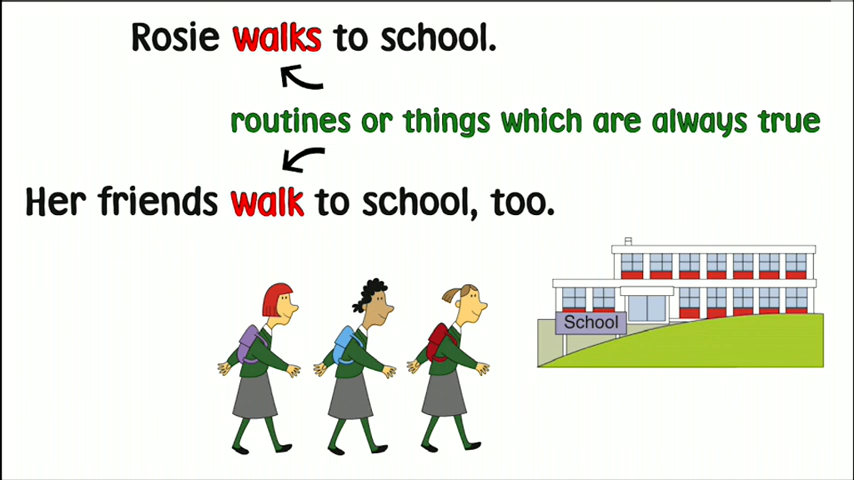 Rosie walks to school.
routines or things which are always true
Her friends walk to school, too.
School